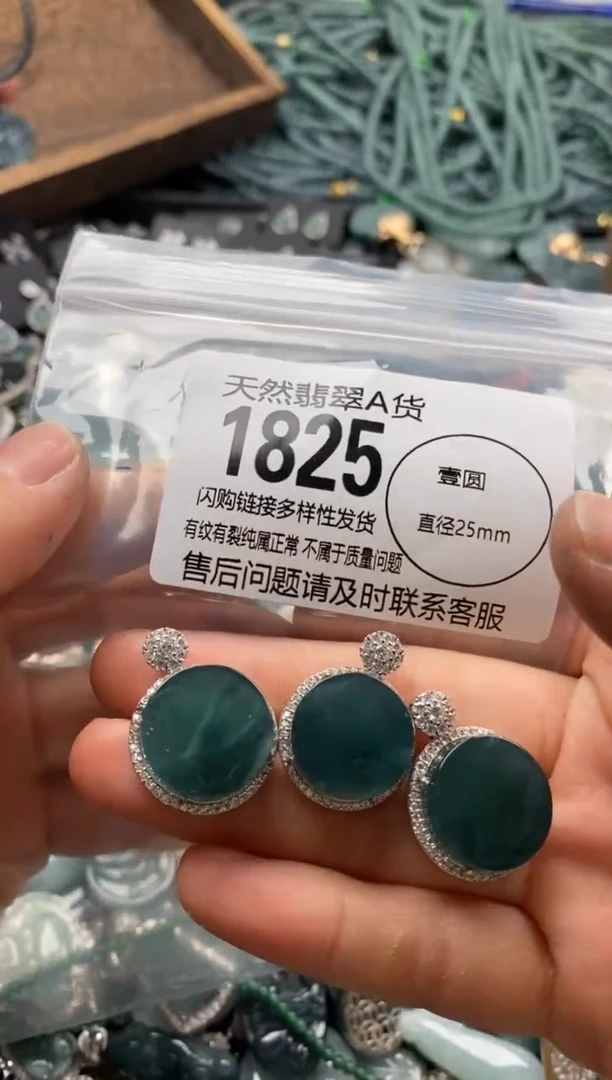 天然翡翠A货
1825
壹圆
直径25mm
闪购链接多样性发货
有纹有裂纯属正常 不属于质量问题
售后问题请及时联系客服